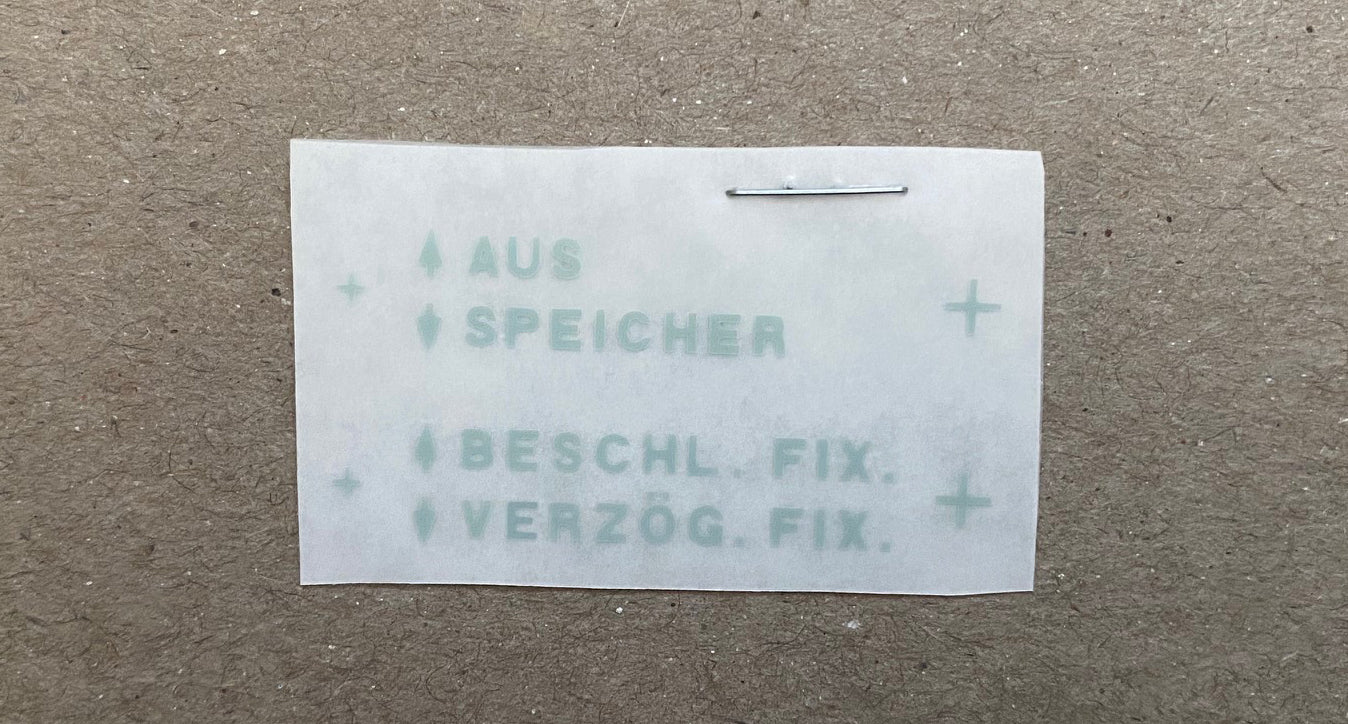 AUS
SPEICHER
BESCHL. FIX.
VERZÖG. FIX.